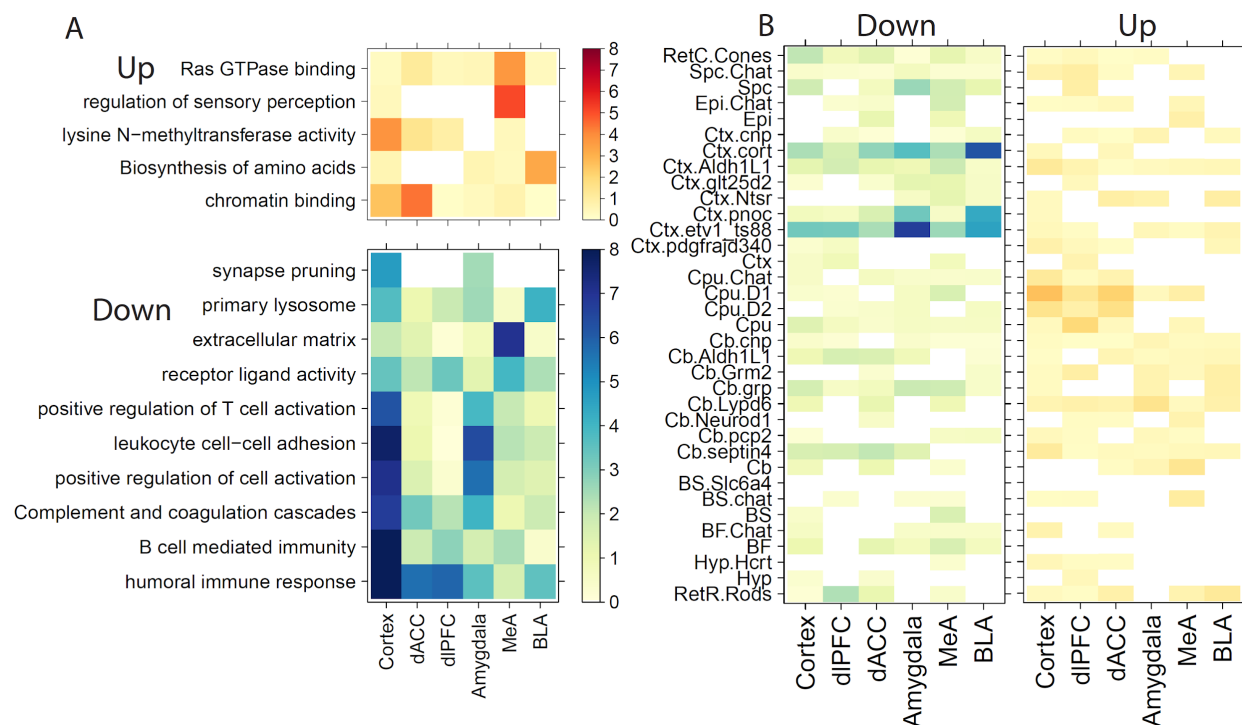 A
Up
Ras GTPase binding
regulation of sensory perception
lysine N−methyltransferase activity
Biosynthesis of amino acids
chromatin binding
8
7
6
5
4
3
2
1
0
Down
synapse pruning
primary lysosome
extracellular matrix
receptor ligand activity
positive regulation of T cell activation
leukocyte cell−cell adhesion
positive regulation of cell activation
Complement and coagulation cascades
B cell mediated immunity
humoral immune response
8
7
6
5
4
3
2
1
0
Cortex
dACC
dlPFC
Amygdala
MeA
BLA
B
Down
Up
RetC.Cones
Spc.Chat
Spc
Epi.Chat
Epi
Ctx.cnp
Ctx.cort
Ctx.Aldh1L1
Ctx.glt25d2
Ctx.Ntsr
Ctx.pnoc
Ctx.etv1_ts88
Ctx.pdgfrajd340
Ctx
Cpu.Chat
Cpu.D1
Cpu.D2
Cpu
Cb.cnp
Cb.Aldh1L1
Cb.Grm2
Cb.grp
Cb.Lypd6
Cb.Neurod1
Cb.pcp2
Cb.septin4
Cb
BS.Slc6a4
BS.chat
BS
BF.Chat
BF
Hyp.Hcrt
Hyp
RetR.Rods
Cortex
dlPFC
dACC
Amygdala
MeA
BLA
Cortex
dlPFC
dACC
Amygdala
MeA
BLA